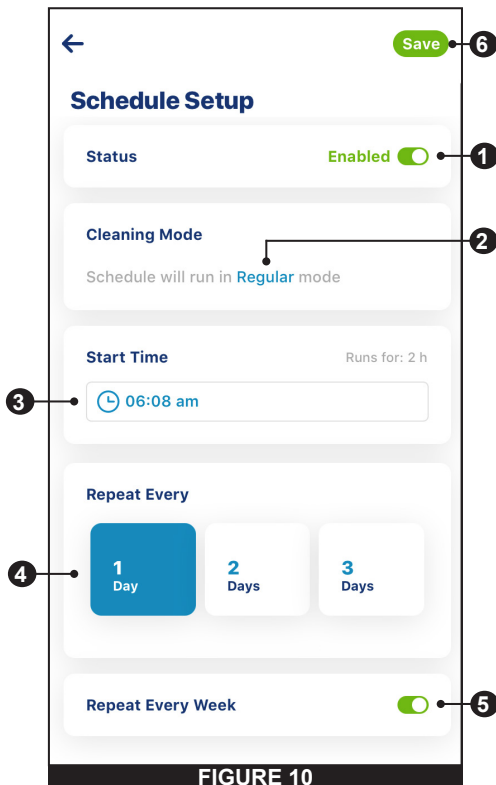 Save
6
Schedule Setup
Status Enabled
1
Cleaning Mode
2
Schedule will run in Regular mode
Start Time Runs for: 2 h
3
06:08 am
Repeat Every
4
1 2 3
Day Days Days
Repeat Every Week
5
FIGURE 10